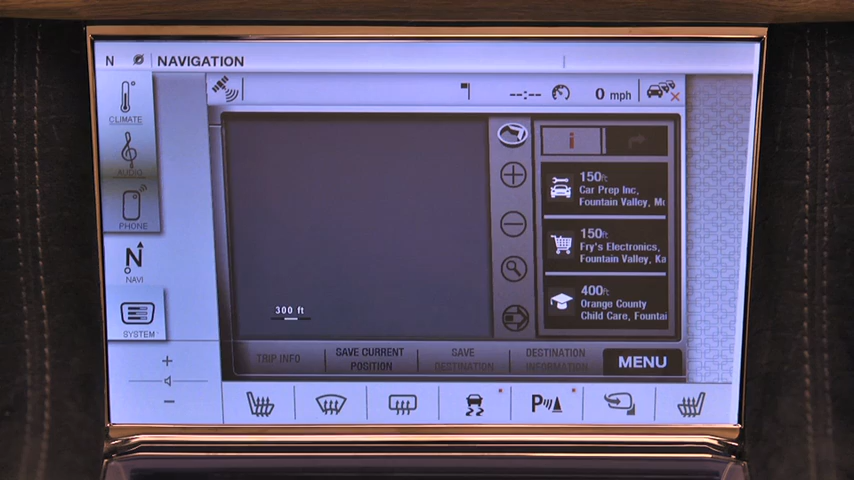 N NAVIGATION
--:-- 0 mph
CLIMATE
AUDIO
PHONE
N
NAVI
SYSTEM
i
150ft
Car Prep Inc,
Fountain Valley, Mo
150ft
Fry's Electronics,
Fountain Valley, Ka
400ft
Orange County
Child Care, Fountai
300 ft
TRIP INFO
SAVE CURRENT
POSITION
SAVE
DESTINATION
DESTINATION
INFORMATION
MENU
+
−
P